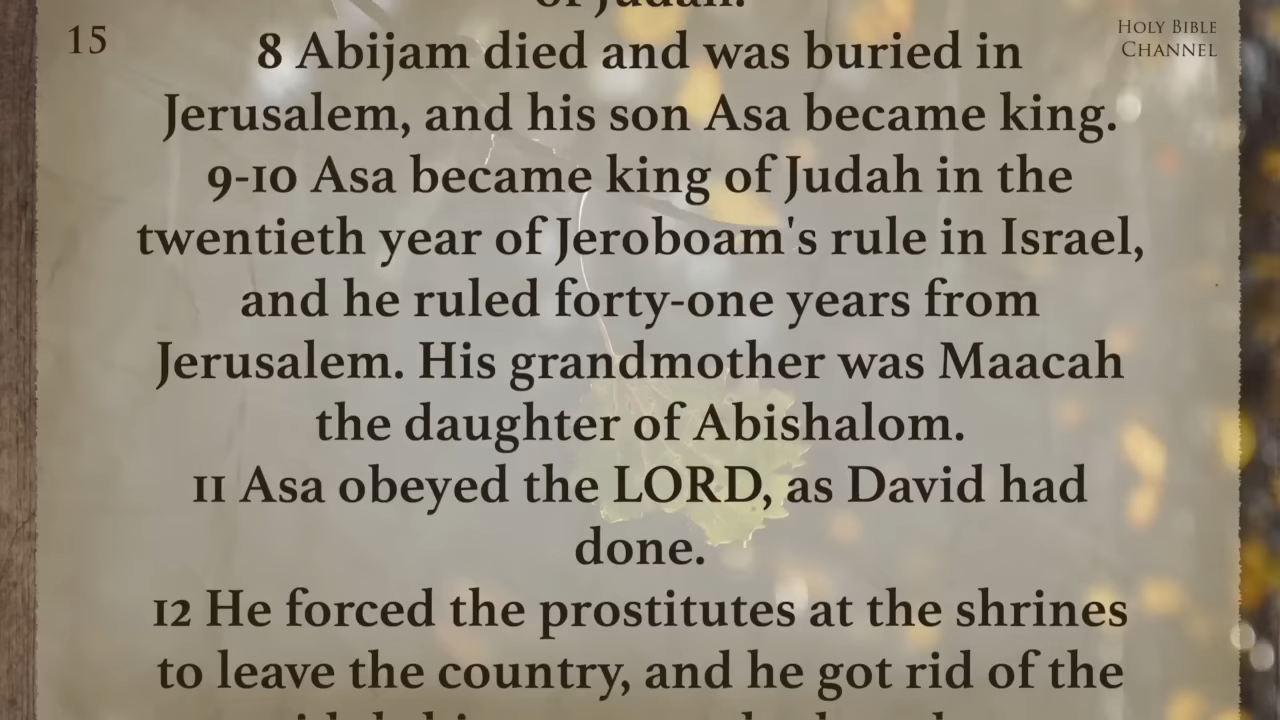 of Judah.
15
HOLY BIBLE
CHANNEL
8 Abijam died and was buried in
Jerusalem, and his son Asa became king.
9-10 Asa became king of Judah in the
twentieth year of Jeroboam's rule in Israel,
and he ruled forty-one years from
Jerusalem. His grandmother was Maacah
the daughter of Abishalom.
11 Asa obeyed the LORD, as David had
done.
12 He forced the prostitutes at the shrines
to leave the country, and he got rid of the